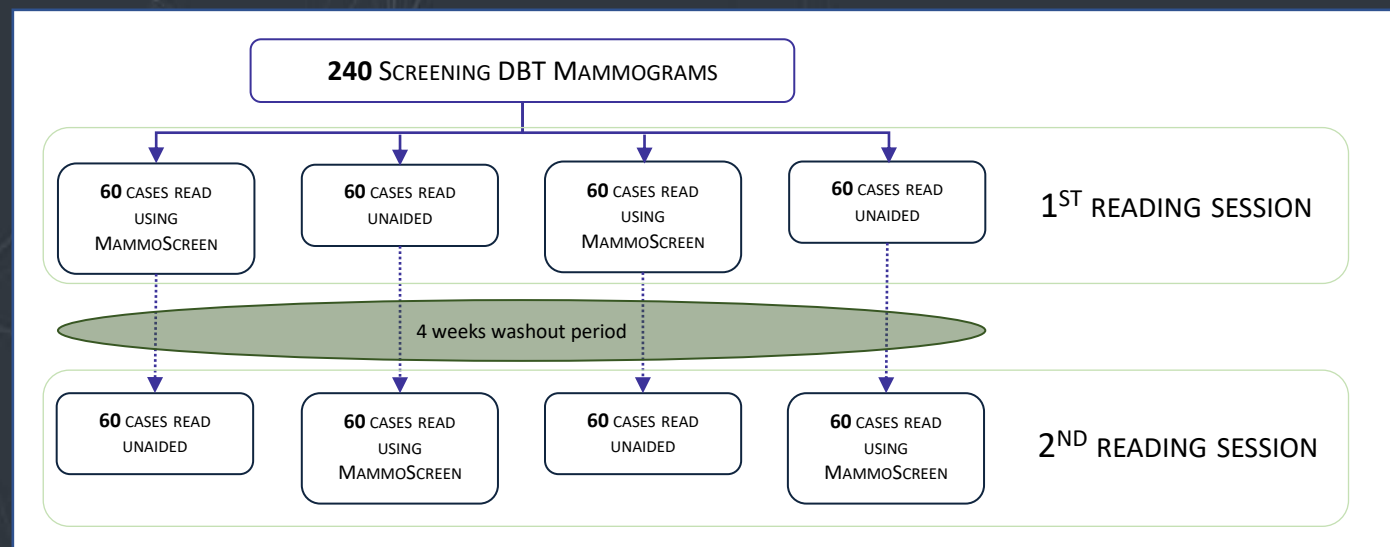 240 SCREENING DBT MAMMOGRAMS
60 CASES READ
USING
MAMMOSCREEN
60 CASES READ
UNAIDED
60 CASES READ
USING
MAMMOSCREEN
60 CASES READ
UNAIDED
1ST READING SESSION
4 weeks washout period
60 CASES READ
UNAIDED
60 CASES READ
USING
MAMMOSCREEN
60 CASES READ
UNAIDED
60 CASES READ
USING
MAMMOSCREEN
2ND READING SESSION